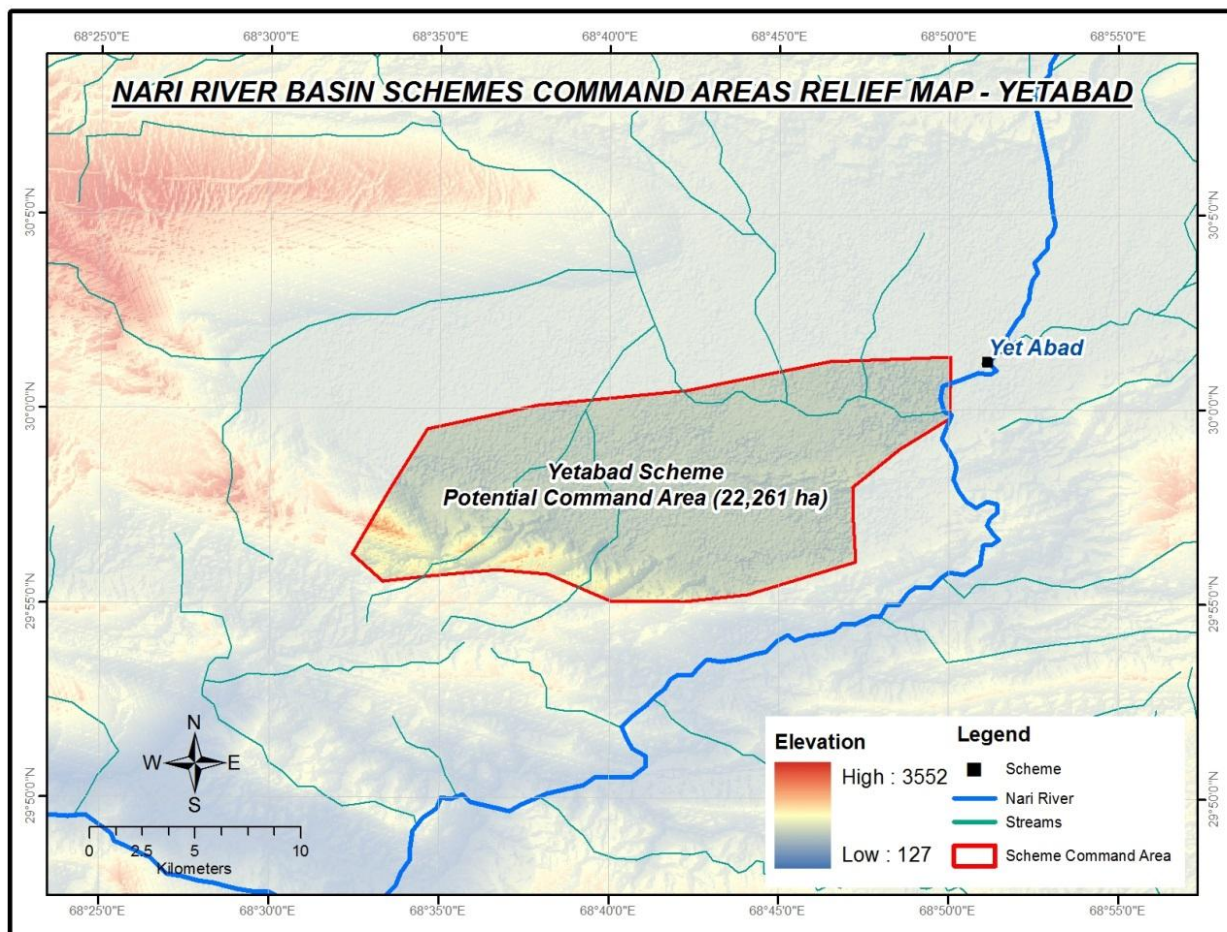 68°25'0"E 68°30'0"E 68°35'0"E 68°40'0"E 68°45'0"E 68°50'0"E 68°55'0"E
NARI RIVER BASIN SCHEMES COMMAND AREAS RELIEF MAP - YETABAD
30°5'0"N 30°5'0"N
Yet Abad
30°0'0"N 30°0'0"N
Yetabad Scheme
Potential Command Area (22,261 ha)
29°55'0"N 29°55'0"N
29°50'0"N 29°50'0"N
N
W E
S
0 2.5 5 10
Kilometers
Elevation
High : 3552
Low : 127
Legend
Scheme
Nari River
Streams
Scheme Command Area
68°25'0"E 68°30'0"E 68°35'0"E 68°40'0"E 68°45'0"E 68°50'0"E 68°55'0"E